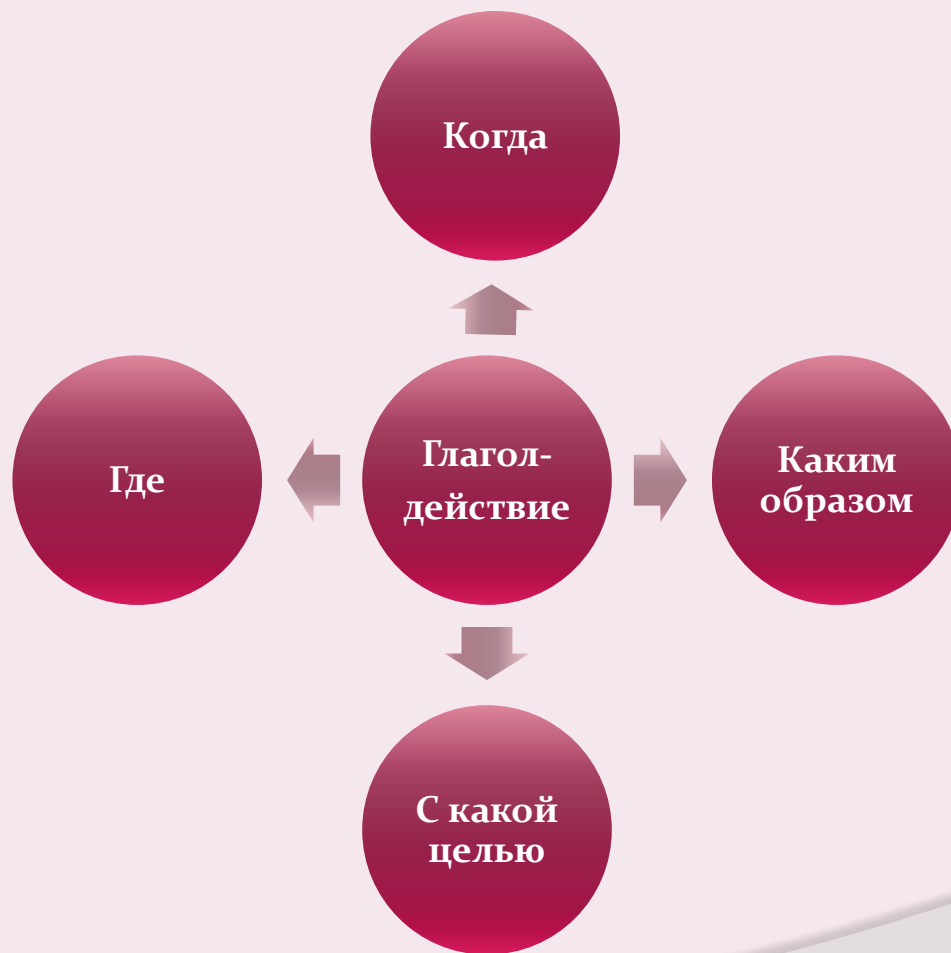 Когда
Где
Глагол-
действие
Каким
образом
С какой
целью